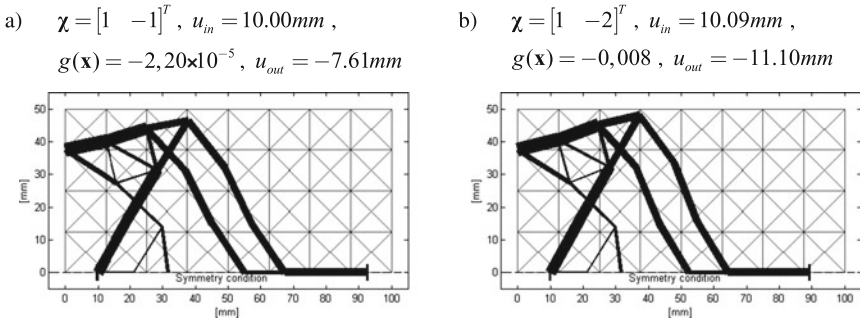 a) χ = [1 −1]^T , u_in = 10.00mm ,
g(x) = −2,20×10^−5 , u_out = −7.61mm
50
40
30
20
10
0
[mm]
Symmetry condition
0 10 20 30 40 50 60 70 80 90 100
[mm]
b) χ = [1 −2]^T , u_in = 10.09mm ,
g(x) = −0,008 , u_out = −11.10mm
50
40
30
20
10
0
[mm]
Symmetry condition
0 10 20 30 40 50 60 70 80 90 100
[mm]